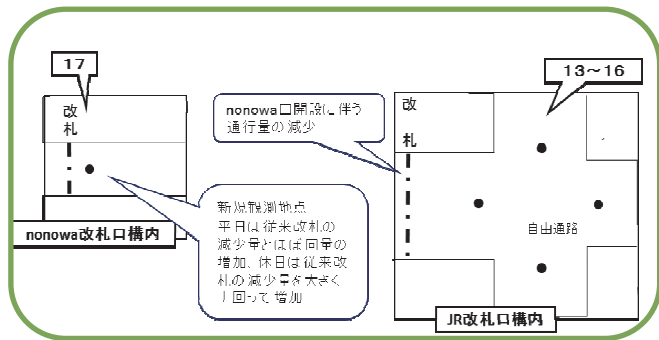 17
改
札
nonowa改札口構内
nonowa口開設に伴う
通行量の減少
新規観測地点
平日は従来改札の
減少量とほぼ同量の
増加、休日は従来改
札の減少量を大きく
上回って増加
13～16
改
札
自由通路
JR改札口構内